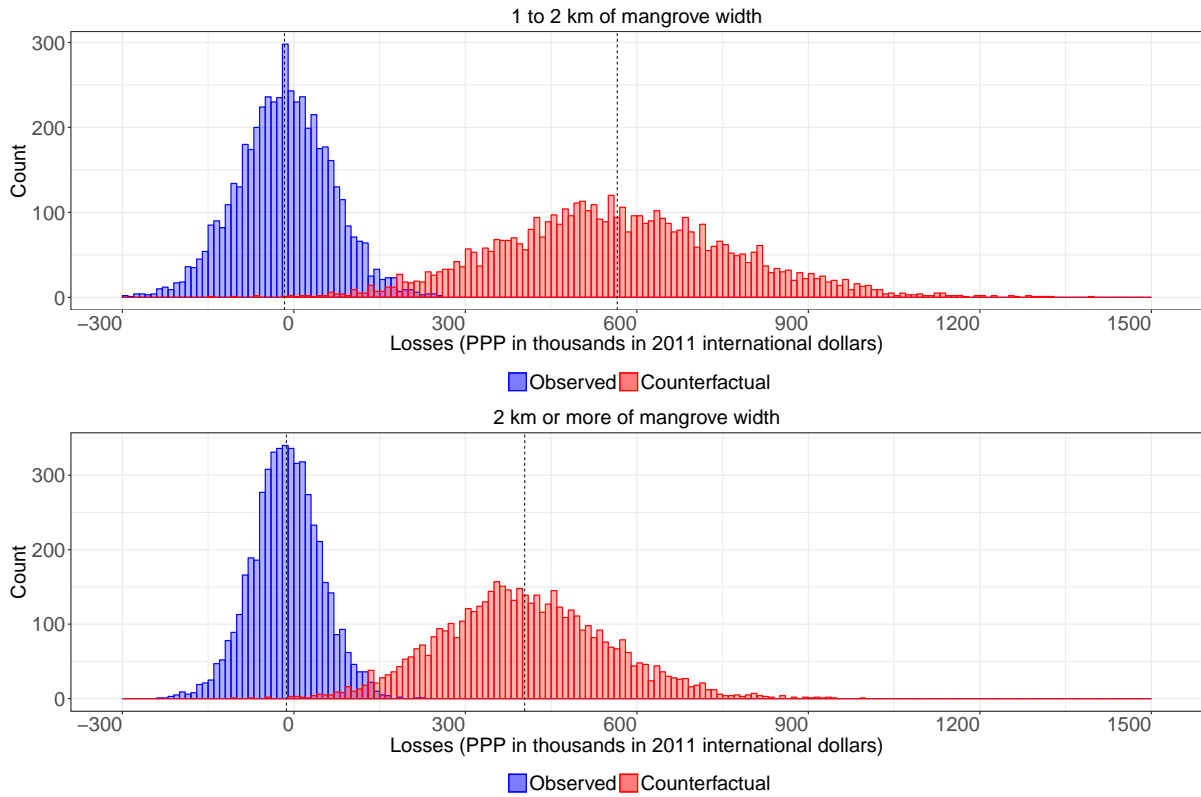 1 to 2 km of mangrove width
300
200
100
0
Count
−300 0 300 600 900 1200 1500
Losses (PPP in thousands in 2011 international dollars)
Observed Counterfactual
2 km or more of mangrove width
300
200
100
0
Count
−300 0 300 600 900 1200 1500
Losses (PPP in thousands in 2011 international dollars)
Observed Counterfactual